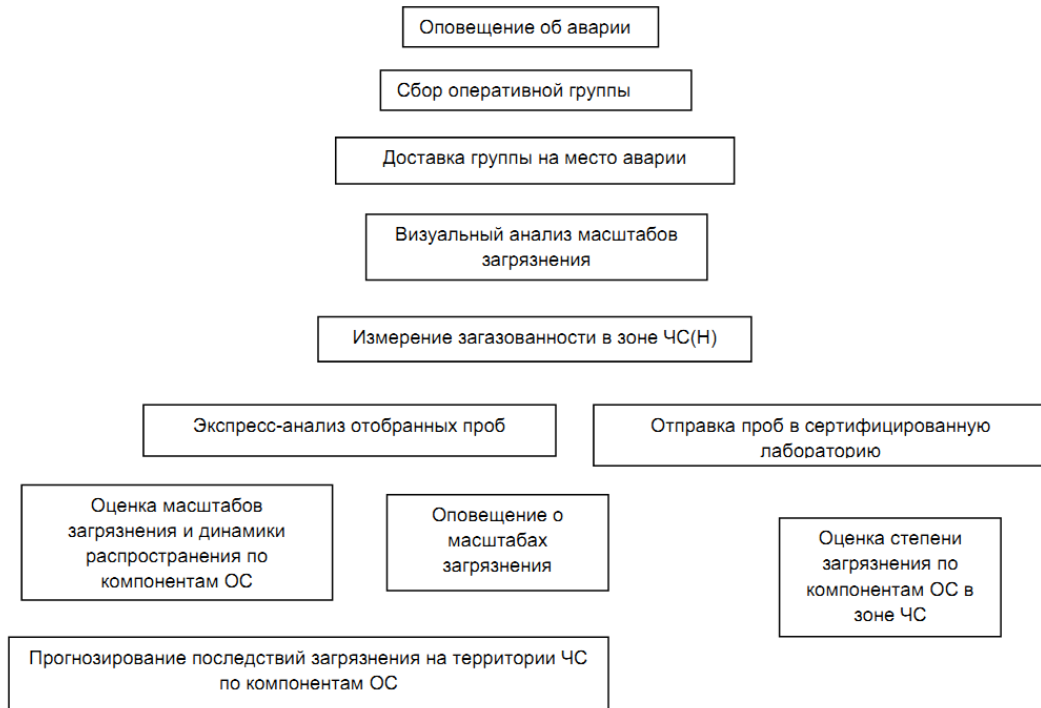 Оповещение об аварии
Сбор оперативной группы
Доставка группы на место аварии
Визуальный анализ масштабов
загрязнения
Измерение загазованности в зоне ЧС(Н)
Экспресс-анализ отобранных проб
Отправка проб в сертифицированную
лабораторию
Оценка масштабов
загрязнения и динамики
распространения по
компонентам ОС
Оповещение о
масштабах
загрязнения
Оценка степени
загрязнения по
компонентам ОС в
зоне ЧС
Прогнозирование последствий загрязнения на территории ЧС
по компонентам ОС